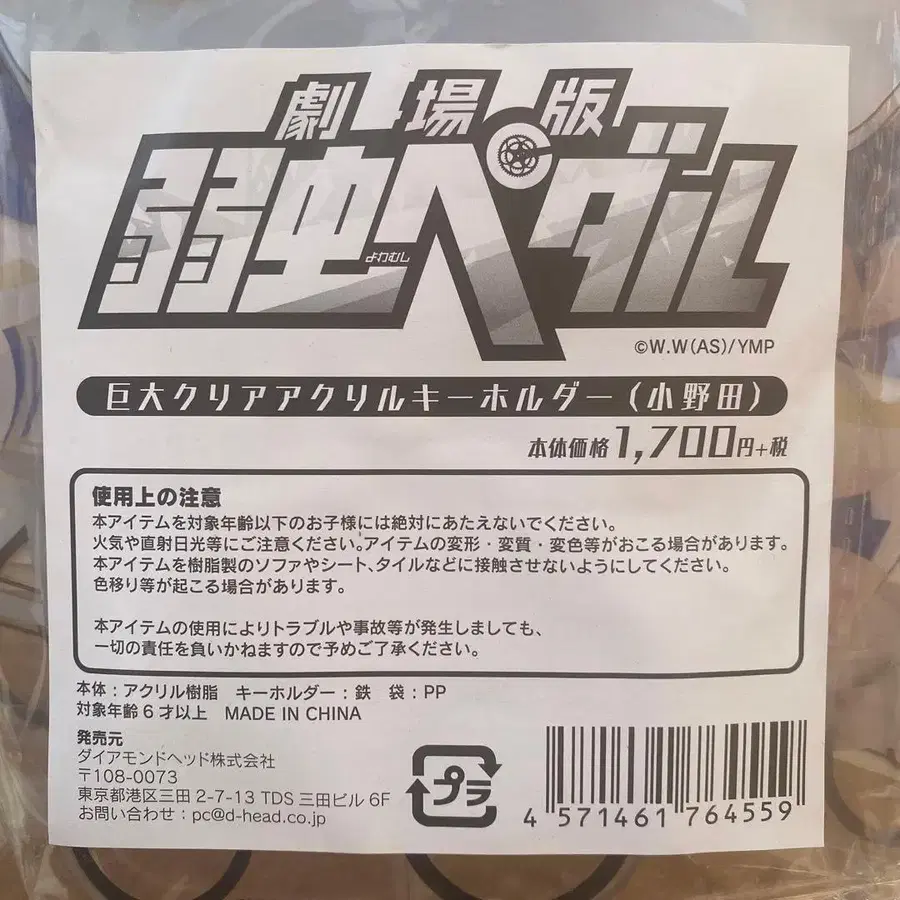 劇場版
弱虫ペダル
よわむし
©W.W(AS)/YMP
巨大クリアアクリルキーホルダー(小野田)
本体価格1,700円+税
使用上の注意
本アイテムを対象年齢以下のお子様には絶対にあたえないでください。
火気や直射日光等にご注意ください。アイテムの変形・変質・変色等がおこる場合があります。
本アイテムを樹脂製のソファやシート、タイルなどに接触させないようにしてください。
色移り等が起こる場合があります。
本アイテムの使用によりトラブルや事故等が発生しましても、
一切の責任を負いかねますので予めご了承ください。
本体:アクリル樹脂 キーホルダー:鉄 袋:PP
対象年齢6才以上 MADE IN CHINA
発売元
ダイアモンドヘッド株式会社
〒108-0073
東京都港区三田2-7-13 TDS三田ビル6F
お問い合わせ:pc@d-head.co.jp
プラ
4 571461 764559